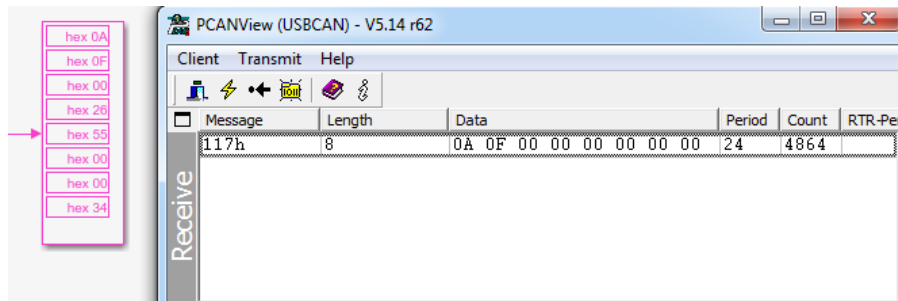 hex 0A
hex 0F
hex 00
hex 26
hex 55
hex 00
hex 00
hex 34
PCANView (USBCAN) - V5.14 r62
Client Transmit Help
Message Length Data Period Count RTR-Pe
117h 8 0A 0F 00 00 00 00 00 00 24 4864
Receive